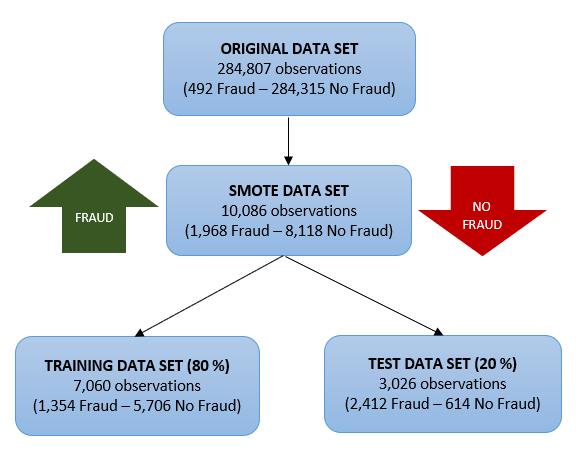 ORIGINAL DATA SET
284,807 observations
(492 Fraud – 284,315 No Fraud)
FRAUD
SMOTE DATA SET
10,086 observations
(1,968 Fraud – 8,118 No Fraud)
NO
FRAUD
TRAINING DATA SET (80 %)
7,060 observations
(1,354 Fraud – 5,706 No Fraud)
TEST DATA SET (20 %)
3,026 observations
(2,412 Fraud – 614 No Fraud)